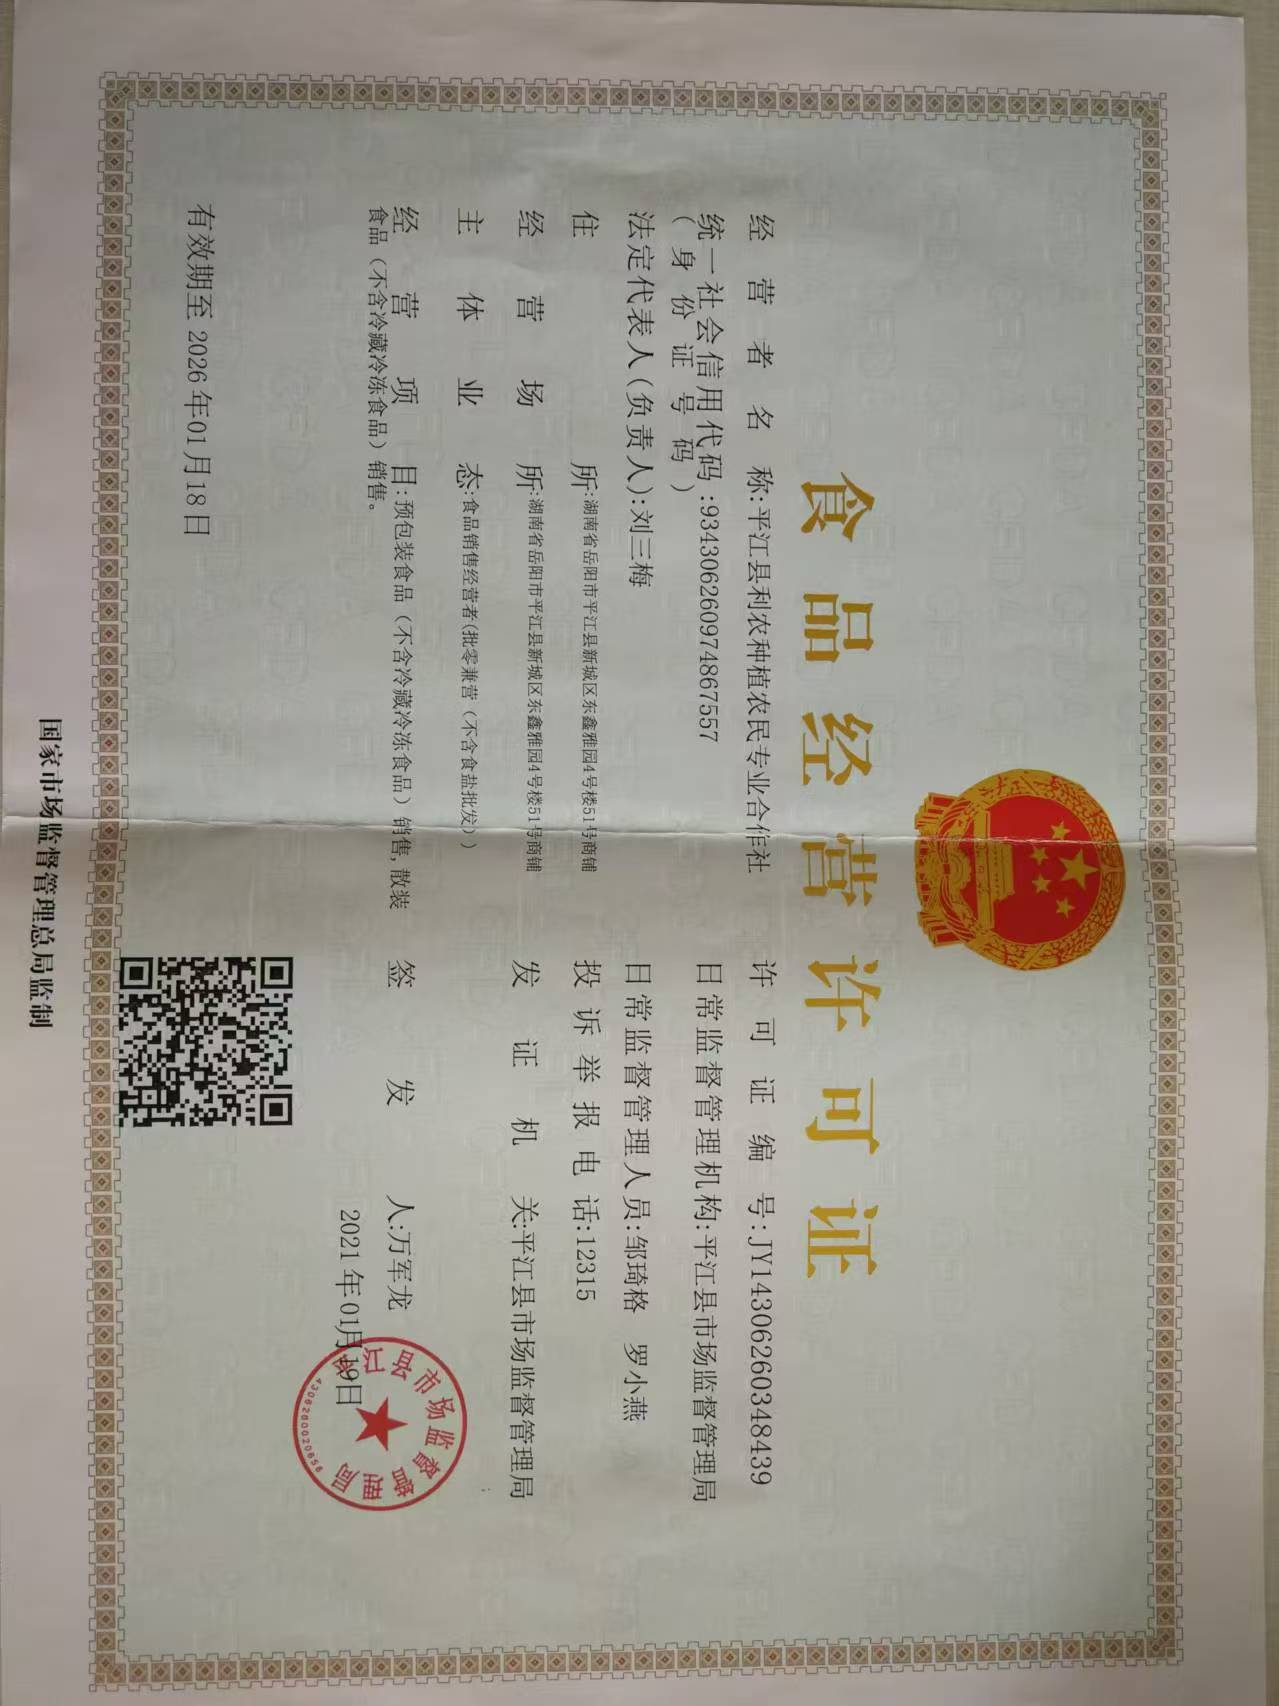 食品经营许可证
经营者名称:平江县利农种植农民专业合作社
统一社会信用代码:93430626097486755​7
(身份证号码)
法定代表人(负责人):刘三梅
住所:湖南省岳阳市平江县新城区东鑫雅园4号楼51号商铺
经营场所:湖南省岳阳市平江县新城区东鑫雅园4号楼51号商铺
主体业态:食品销售经营者(批零兼营(不含食盐批发))
经营项目:预包装食品(不含冷藏冷冻食品)销售,散装
食品(不含冷藏冷冻食品)销售。
有效期至2026年01月18日
许可证编号:JY14306260348439
日常监督管理机构:平江县市场监督管理局
日常监督管理人员:邹琦格 罗小燕
投诉举报电话:12315
发证机关:平江县市场监督管理局
签发人:万军龙
2021年01月19日
平江县市场监督管理局
4306260020656
国家市场监督管理总局监制